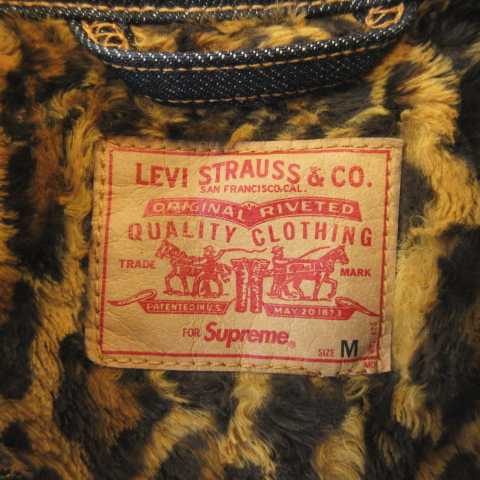 LEVI STRAUSS & CO.
SAN FRANCISCO,CAL.
ORIGINAL RIVETED
QUALITY CLOTHING
TRADE MARK
PATENTED IN U.S. MAY 20 1873
FOR Supreme®
SIZE M